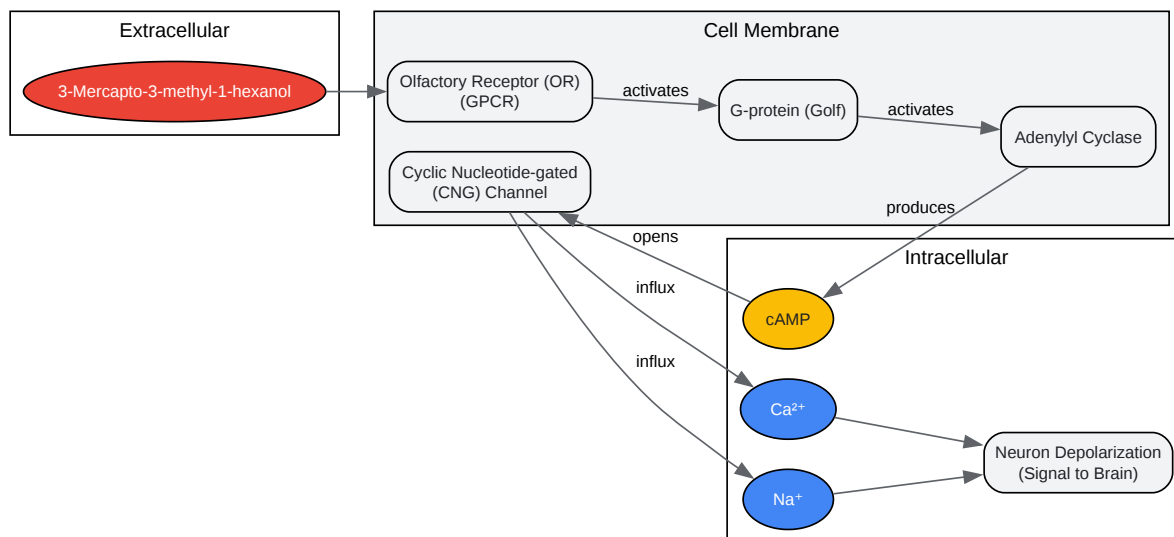 Extracellular
3-Mercapto-3-methyl-1-hexanol
Cell Membrane
Olfactory Receptor (OR)
(GPCR)
activates
G-protein (Golf)
activates
Adenylyl Cyclase
Cyclic Nucleotide-gated
(CNG) Channel
produces
opens
Intracellular
influx
cAMP
influx
Ca²⁺
Neuron Depolarization
(Signal to Brain)
Na⁺